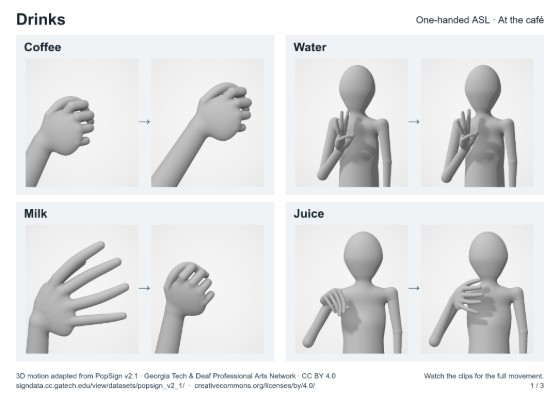 Drinks
One-handed ASL · At the café
Coffee
Water
Milk
Juice
3D motion adapted from PopSign v2.1 · Georgia Tech & Deaf Professional Arts Network · CC BY 4.0
signdata.cc.gatech.edu/view/datasets/popsign_v2_1/ · creativecommons.org/licenses/by/4.0/
Watch the clips for the full movement.
1 / 3